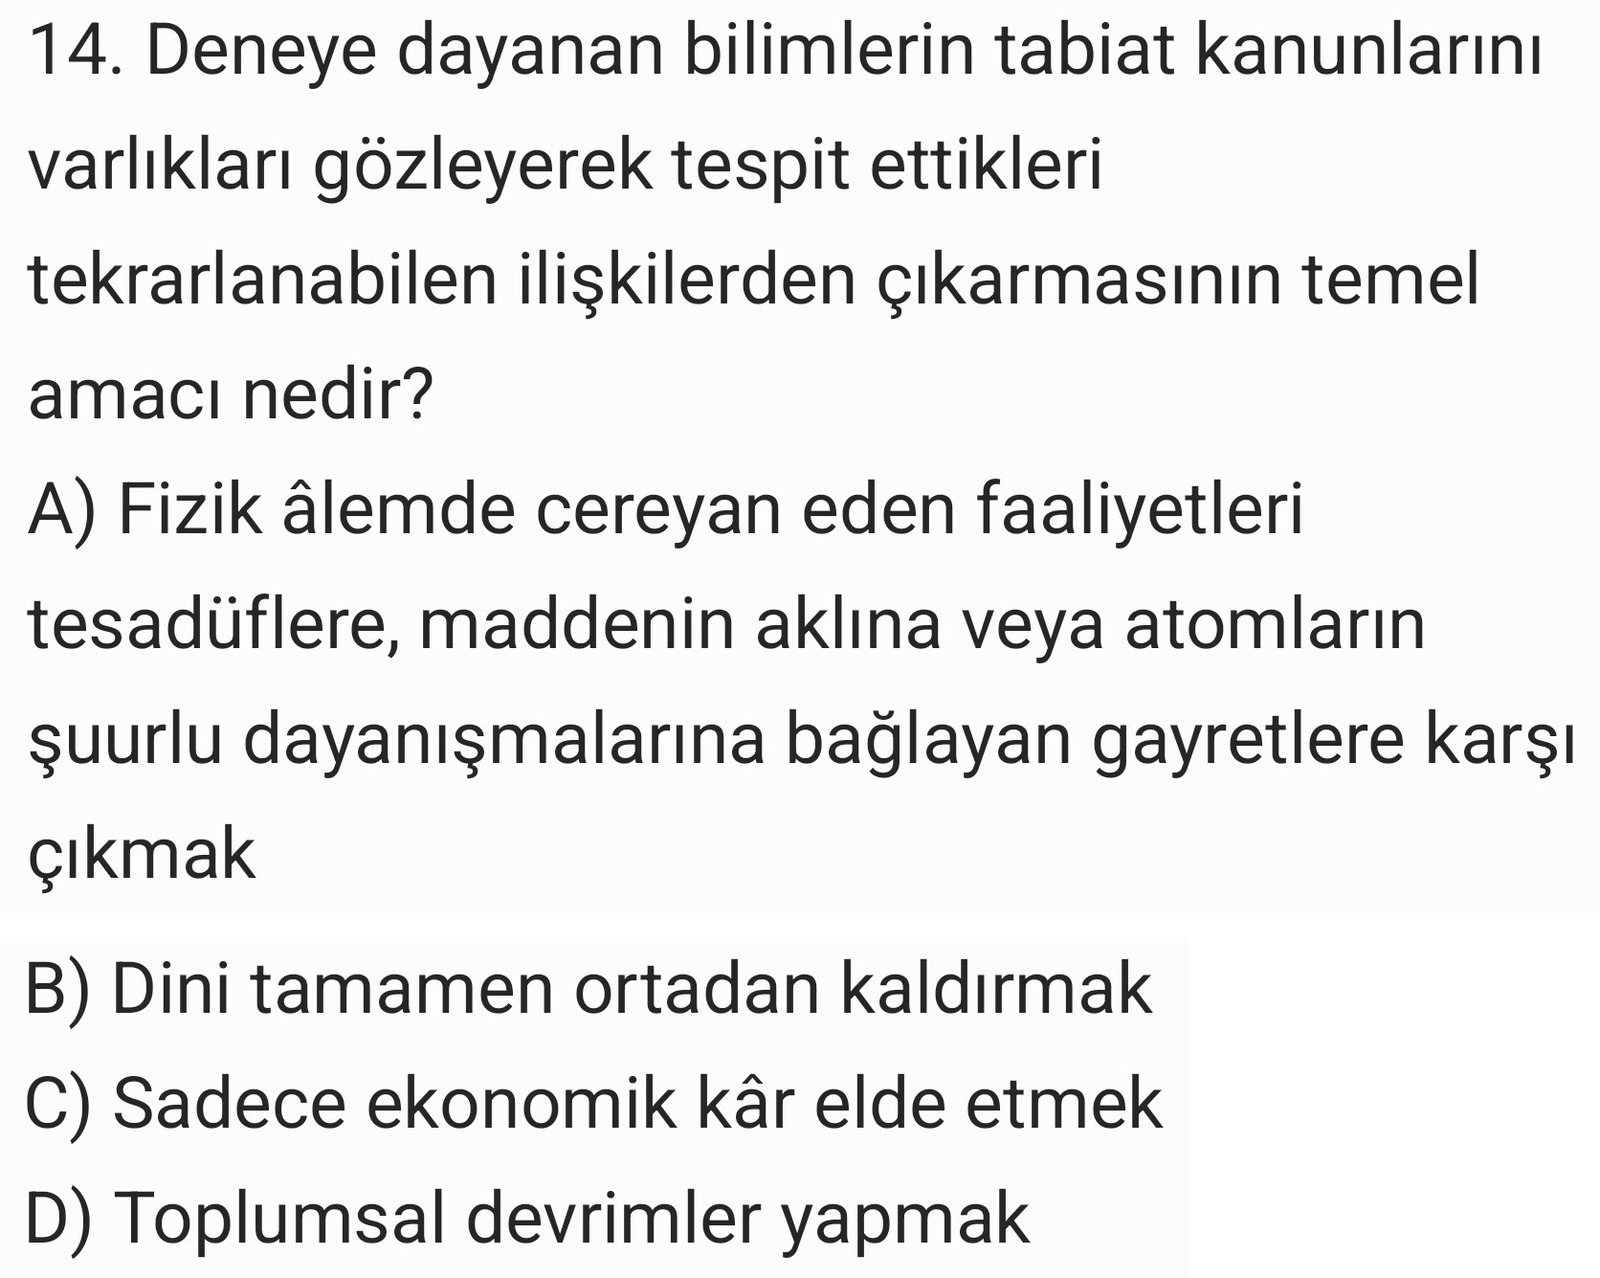 14. Deneye dayanan bilimlerin tabiat kanunlarını
varlıkları gözleyerek tespit ettikleri
tekrarlanabilen ilişkilerden çıkarmasının temel
amacı nedir?
A) Fizik âlemde cereyan eden faaliyetleri
tesadüflere, maddenin aklına veya atomların
şuurlu dayanışmalarına bağlayan gayretlere karşı
çıkmak
B) Dini tamamen ortadan kaldırmak
C) Sadece ekonomik kâr elde etmek
D) Toplumsal devrimler yapmak